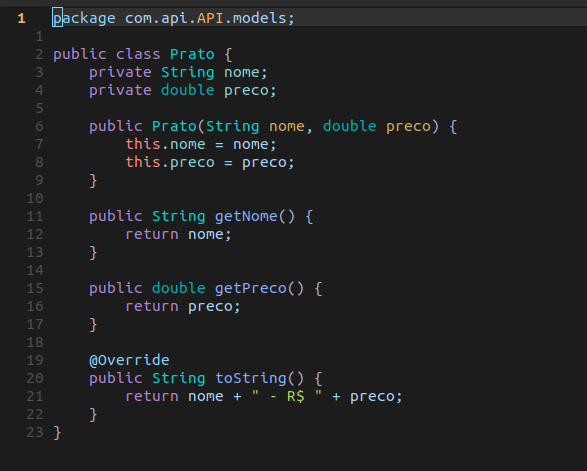 1 package com.api.API.models;
1
2 public class Prato {
3     private String nome;
4     private double preco;
5
6     public Prato(String nome, double preco) {
7         this.nome = nome;
8         this.preco = preco;
9     }
10
11     public String getNome() {
12         return nome;
13     }
14
15     public double getPreco() {
16         return preco;
17     }
18
19     @Override
20     public String toString() {
21         return nome + " - R$ " + preco;
22     }
23 }